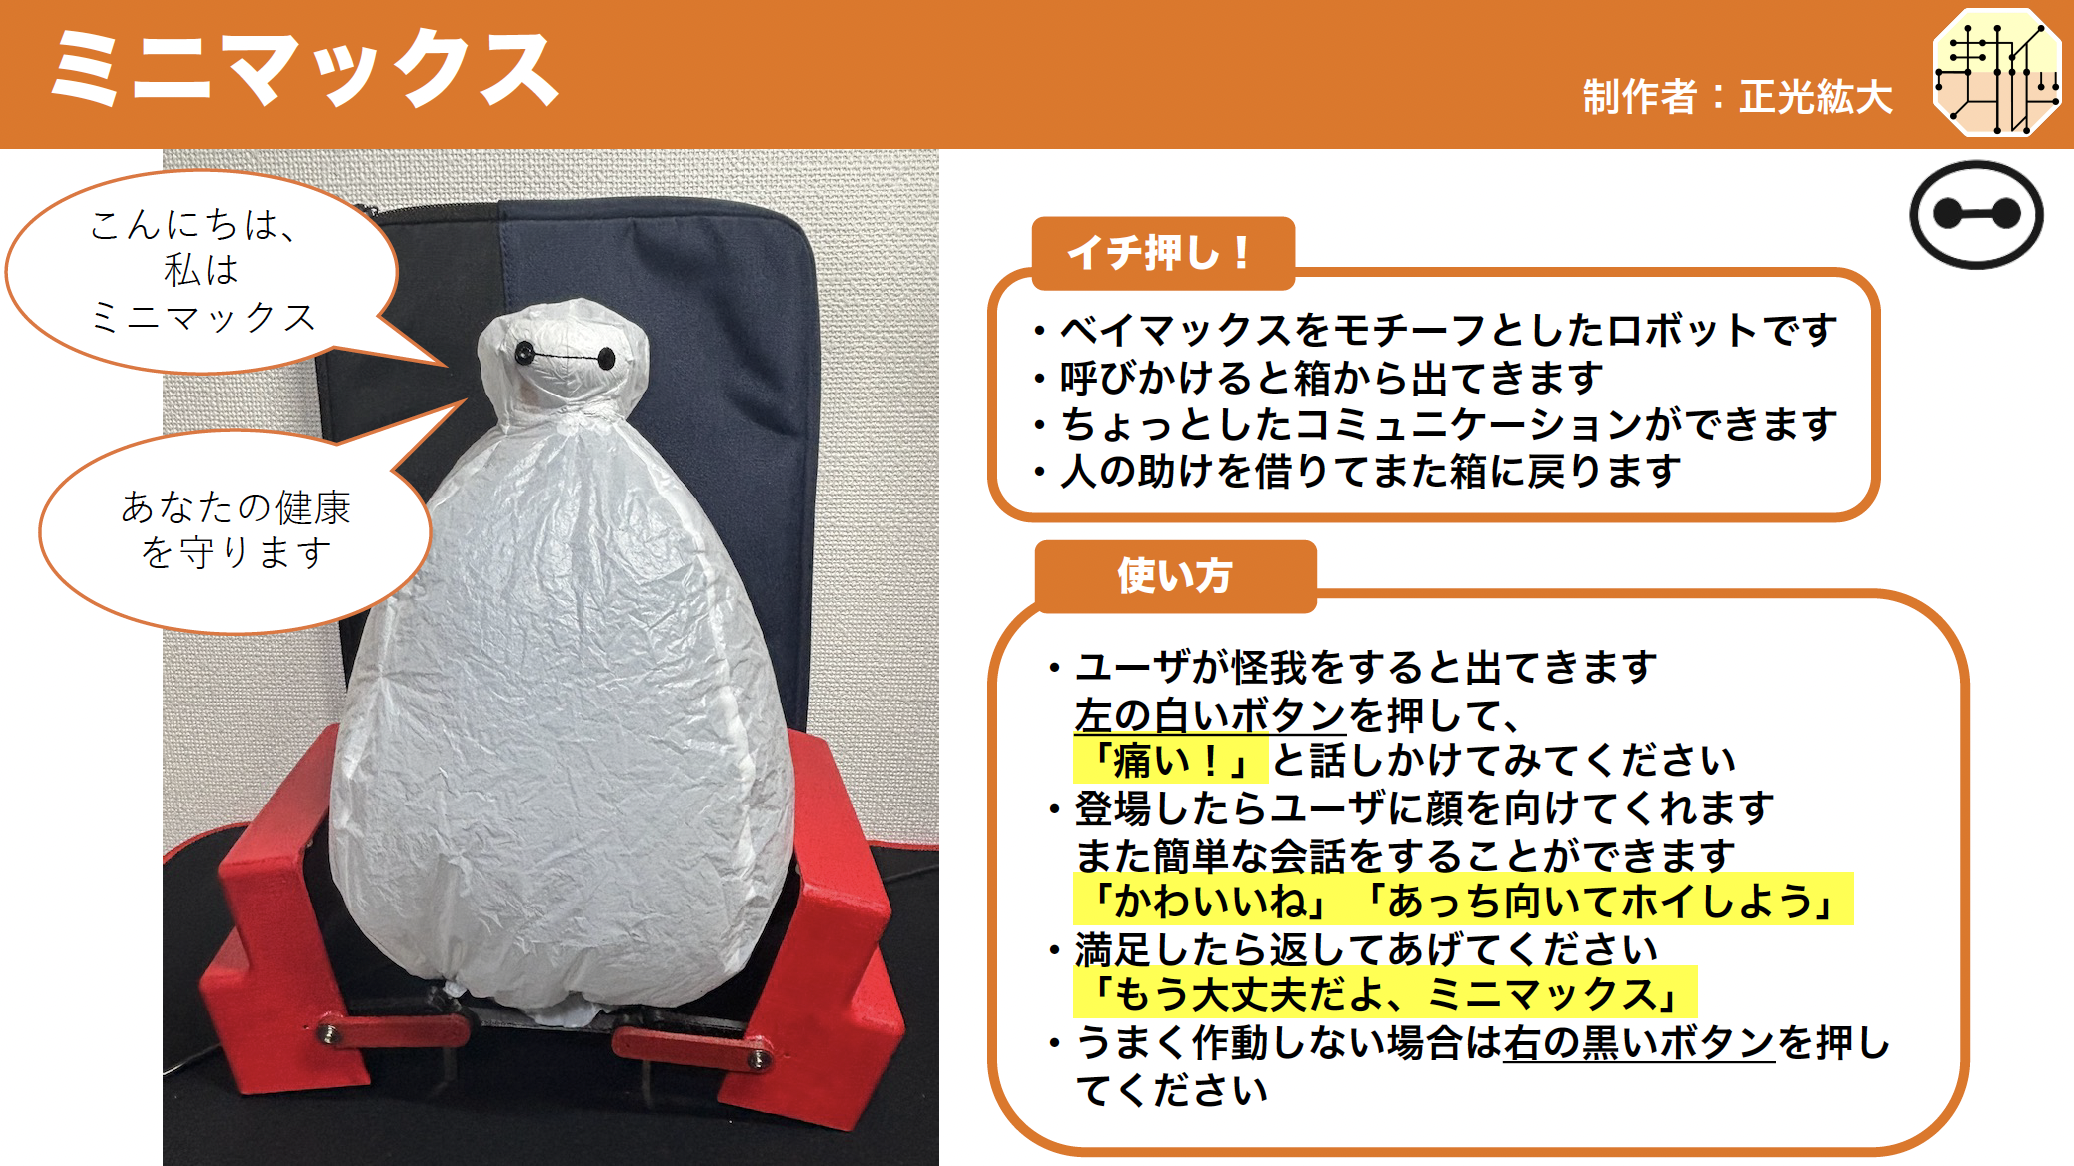 ミニマックス
制作者：正光紘大
こんにちは、
私は
ミニマックス
あなたの健康
を守ります
イチ押し！
・ベイマックスをモチーフとしたロボットです
・呼びかけると箱から出てきます
・ちょっとしたコミュニケーションができます
・人の助けを借りてまた箱に戻ります
使い方
・ユーザが怪我をすると出てきます
左の白いボタンを押して、
「痛い！」と話しかけてみてください
・登場したらユーザに顔を向けてくれます
また簡単な会話をすることができます
「かわいいね」「あっち向いてホイしよう」
・満足したら返してあげてください
「もう大丈夫だよ、ミニマックス」
・うまく作動しない場合は右の黒いボタンを押し
てください